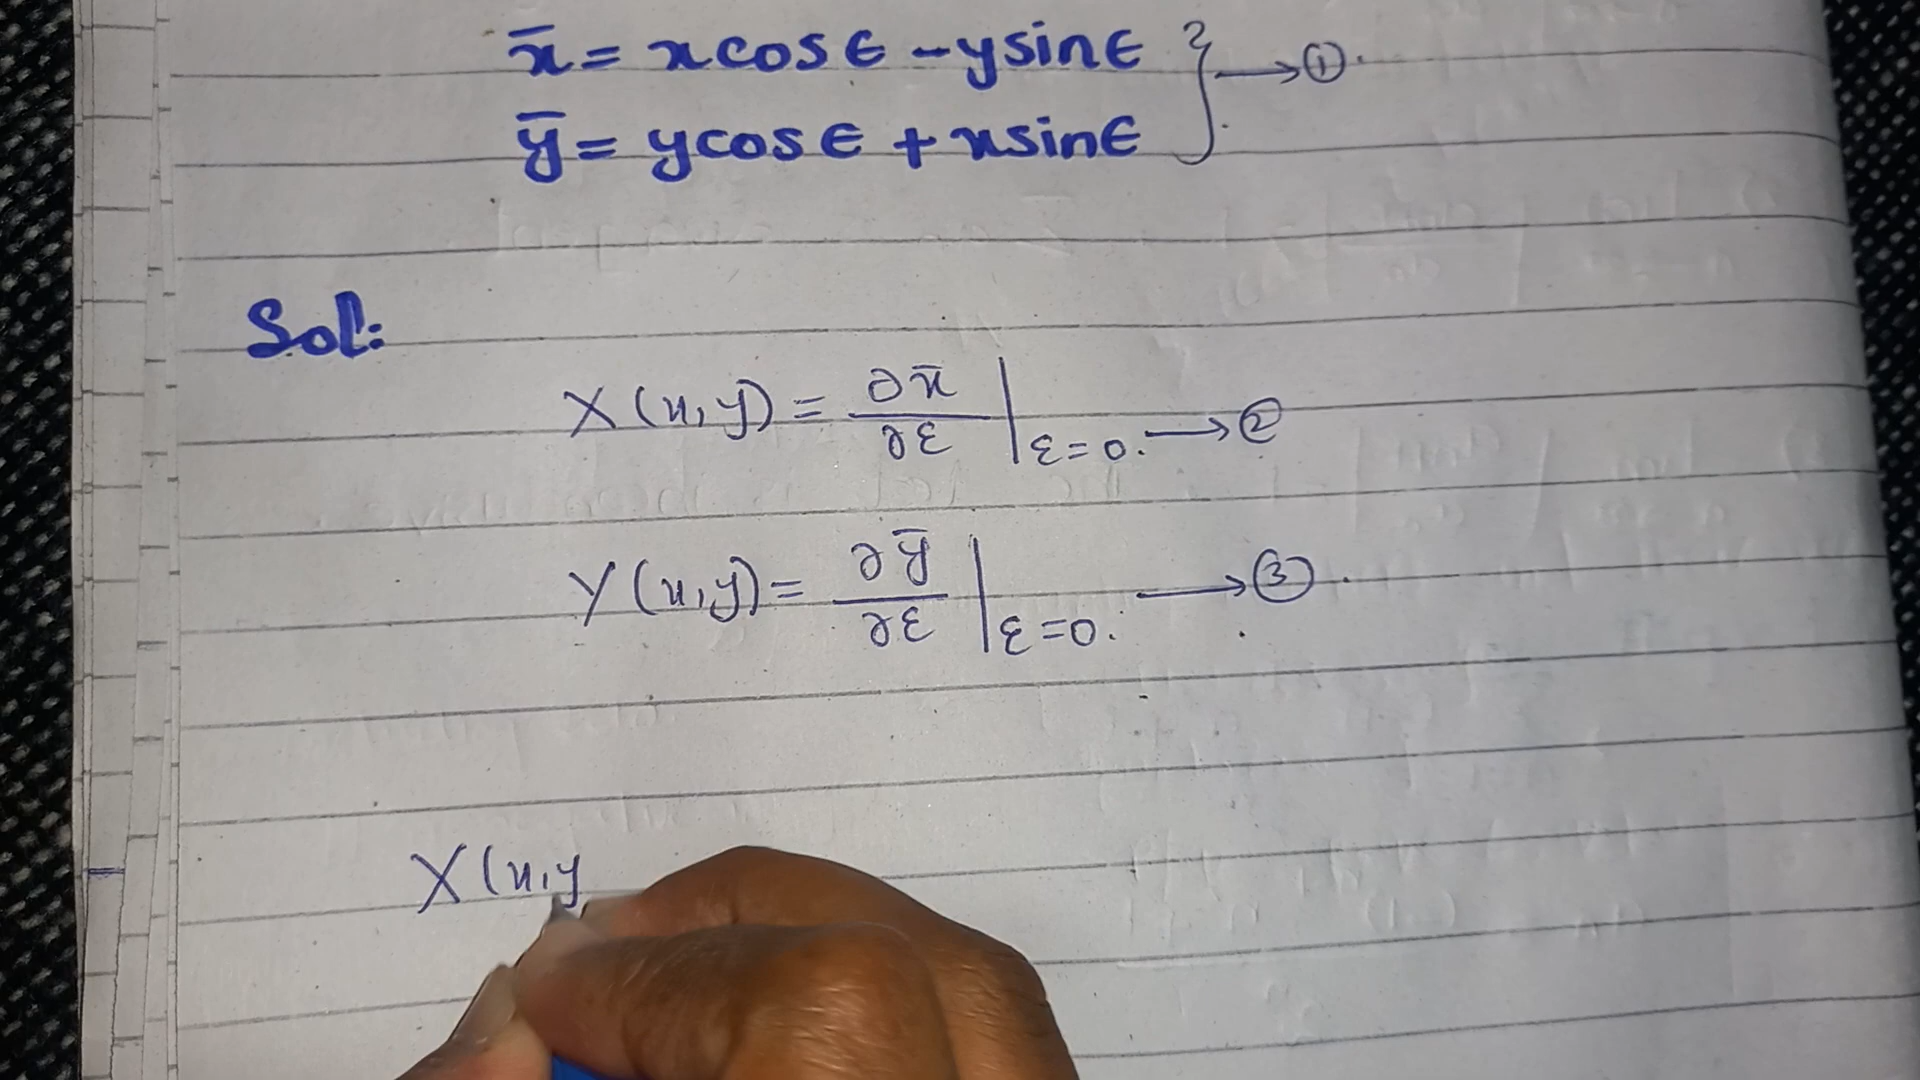 x̄ = x cos ϵ - y sin ϵ } → ①.
ȳ = y cos ϵ + x sin ϵ
Sol:
X(x,y) = ∂x̄/∂ε |ε=0. → ②
Y(x,y) = ∂ȳ/∂ε |ε=0. → ③.
X(x,y